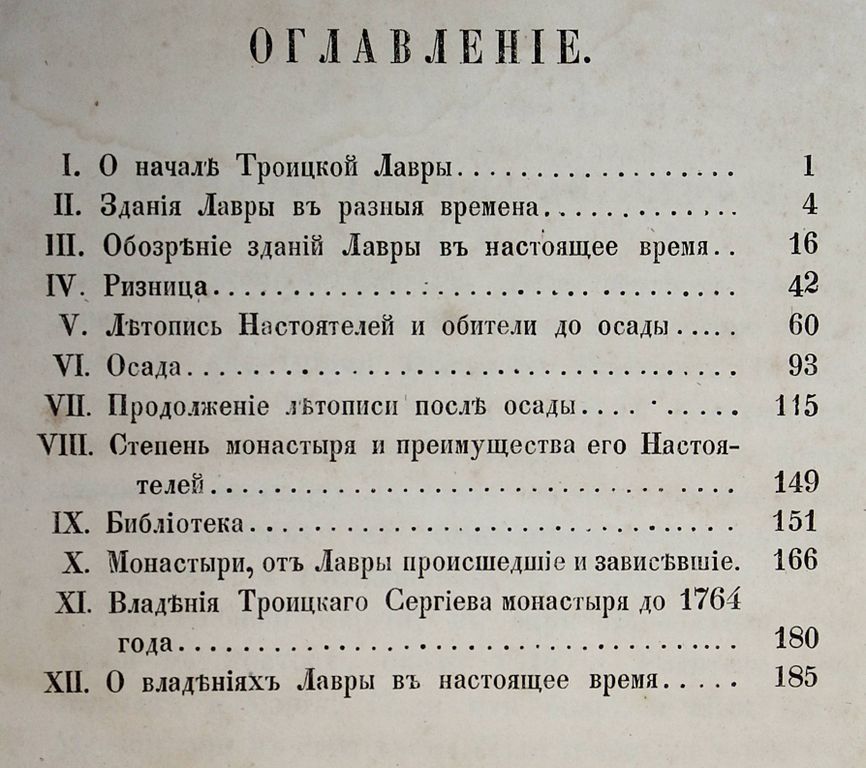 ОГЛАВЛЕНІЕ.
I. О началѣ Троицкой Лавры.................. 1
II. Зданія Лавры въ разныя времена............. 4
III. Обозрѣніе зданій Лавры въ настоящее время.. 16
IV. Ризница.................................. 42
V. Лѣтопись Настоятелей и обители до осады..... 60
VI. Осада.................................... 93
VII. Продолженіе лѣтописи послѣ осады.......... 115
VIII. Степень монастыря и преимущества его Настоя-
телей.................................. 149
IX. Библіотека................................ 151
X. Монастыри, отъ Лавры происшедшіе и зависѣвшіе. 166
XI. Владѣнія Троицкаго Сергіева монастыря до 1764
года.................................... 180
XII. О владѣніяхъ Лавры въ настоящее время..... 185